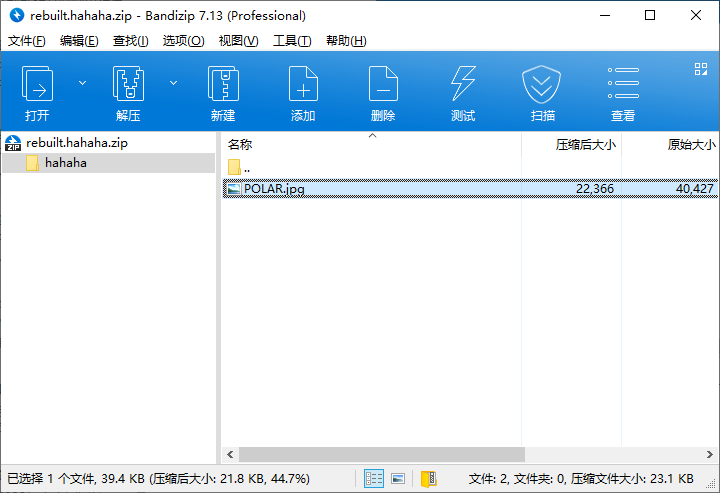 rebuilt.hahaha.zip - Bandizip 7.13 (Professional)
文件(F) 编辑(E) 查找(I) 选项(O) 视图(V) 工具(T) 帮助(H)
打开 解压 新建 添加 删除 测试 扫描 查看
ZIP rebuilt.hahaha.zip
hahaha
名称 压缩后大小 原始大小
..
POLAR.jpg 22,366 40,427
已选择 1 个文件, 39.4 KB (压缩后大小: 21.8 KB, 44.7%) 文件: 2, 文件夹: 0, 压缩文件大小: 23.1 KB